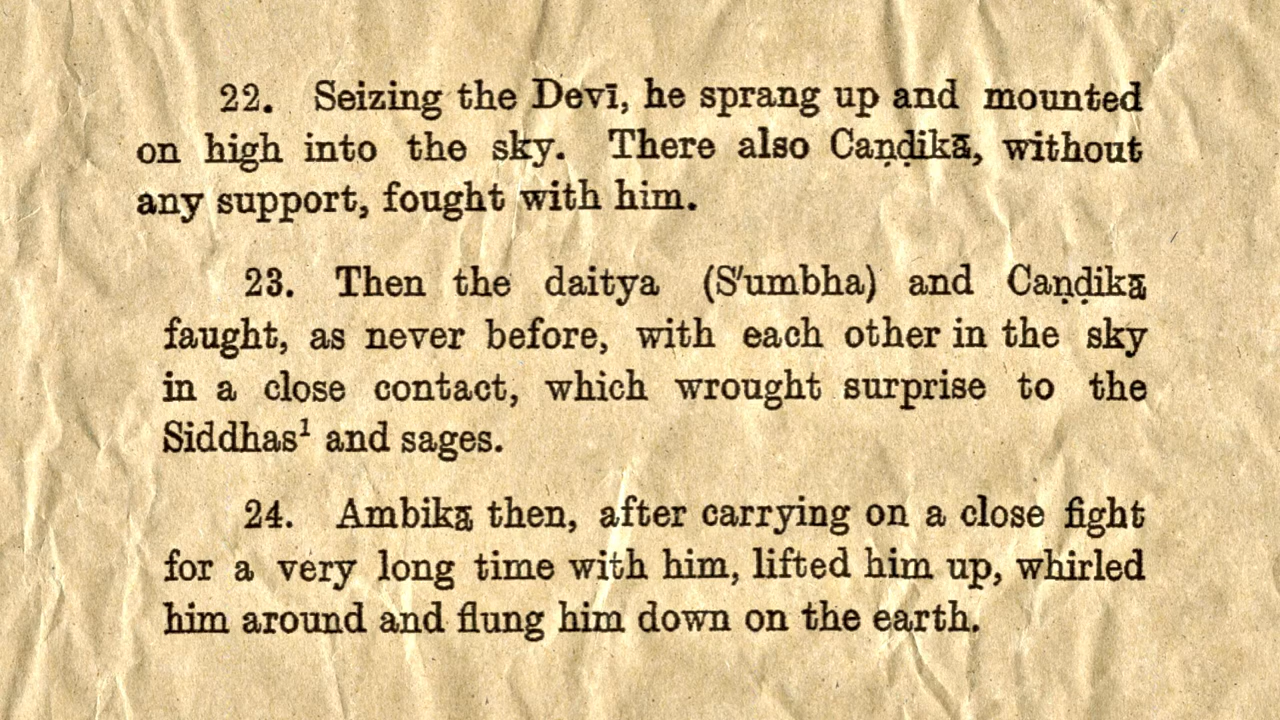 22. Seizing the Devī, he sprang up and mounted
on high into the sky. There also Caṇḍikā, without
any support, fought with him.
23. Then the daitya (S'umbha) and Caṇḍikā
faught, as never before, with each other in the sky
in a close contact, which wrought surprise to the
Siddhas¹ and sages.
24. Ambikā then, after carrying on a close fight
for a very long time with him, lifted him up, whirled
him around and flung him down on the earth.